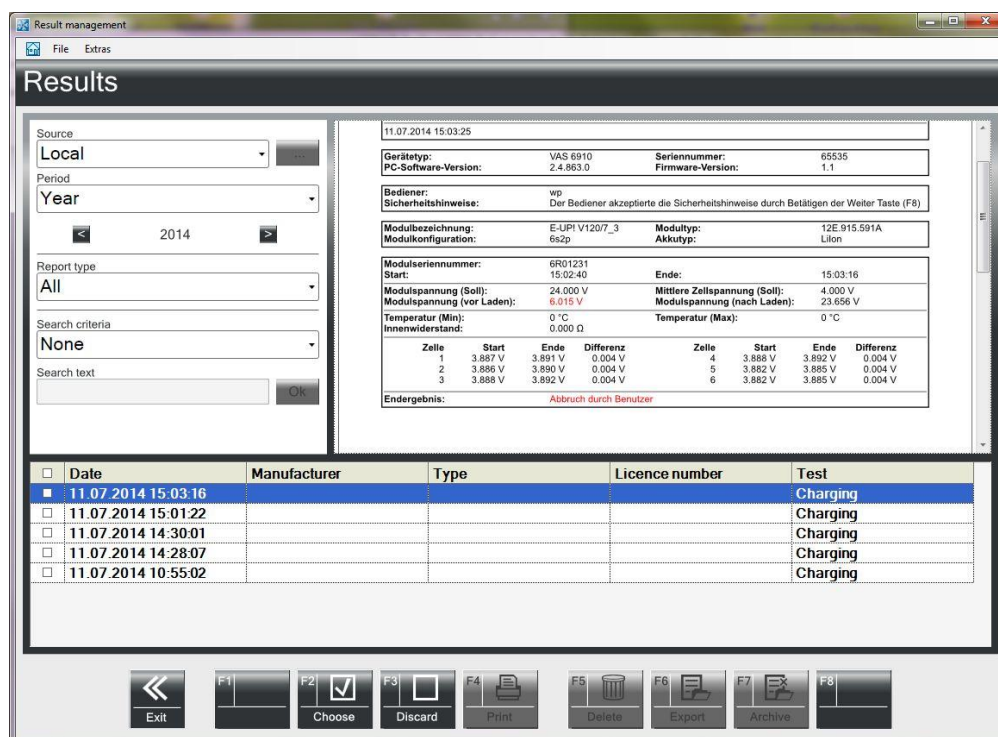 Result management
File Extras
Results
Source
Local
...
Period
Year
< 2014 >
Report type
All
Search criteria
None
Search text
Ok
11.07.2014 15:03:25
Gerätetyp: VAS 6910 Seriennummer: 65535
PC-Software-Version: 2.4.863.0 Firmware-Version: 1.1
Bediener: wp
Sicherheitshinweise: Der Bediener akzeptierte die Sicherheitshinweise durch Betätigen der Weiter Taste (F8)
Modulbezeichnung: E-UP! V120/7_3 Modultyp: 12E.915.591A
Modulkonfiguration: 6s2p Akkutyp: LiIon
Modulseriennummer: 6R01231
Start: 15:02:40 Ende: 15:03:16
Modulspannung (Soll): 24.000 V Mittlere Zellspannung (Soll): 4.000 V
Modulspannung (vor Laden): 6.015 V Modulspannung (nach Laden): 23.656 V
Temperatur (Min): 0 °C Temperatur (Max): 0 °C
Innenwiderstand: 0.000 Ω
Zelle Start Ende Differenz Zelle Start Ende Differenz
1 3.887 V 3.891 V 0.004 V 4 3.888 V 3.892 V 0.004 V
2 3.886 V 3.890 V 0.004 V 5 3.882 V 3.885 V 0.004 V
3 3.888 V 3.892 V 0.004 V 6 3.882 V 3.885 V 0.004 V
Endergebnis: Abbruch durch Benutzer
Date Manufacturer Type Licence number Test
11.07.2014 15:03:16 Charging
11.07.2014 15:01:22 Charging
11.07.2014 14:30:01 Charging
11.07.2014 14:28:07 Charging
11.07.2014 10:55:02 Charging
F1 F2 F3 F4 F5 F6 F7 F8
Exit Choose Discard Print Delete Export Archive